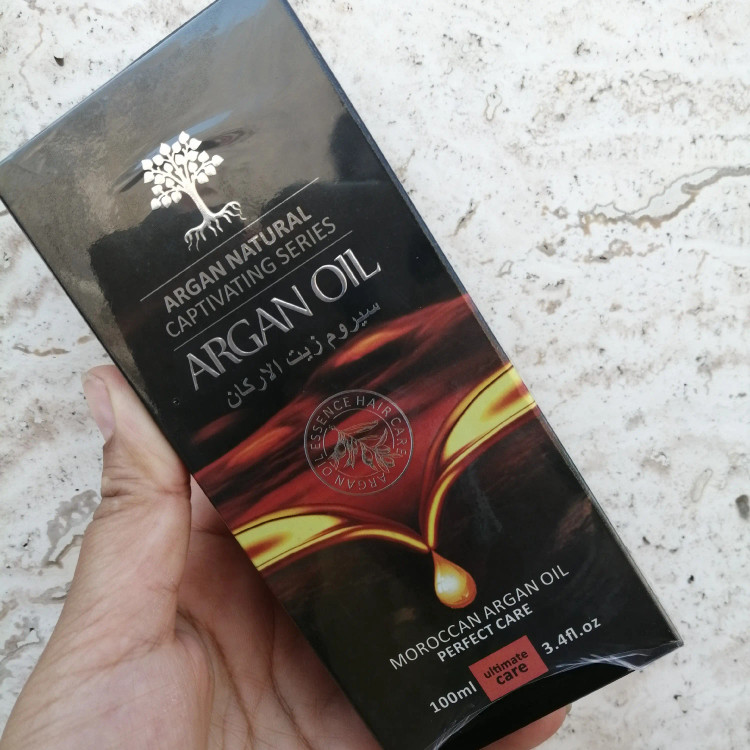 ARGAN NATURAL
CAPTIVATING SERIES
ARGAN OIL
سيروم زيت الاركان
ARGAN OIL ESSENCE HAIR CARE
MOROCCAN ARGAN OIL
PERFECT CARE
100ml ultimate care 3.4fl.oz